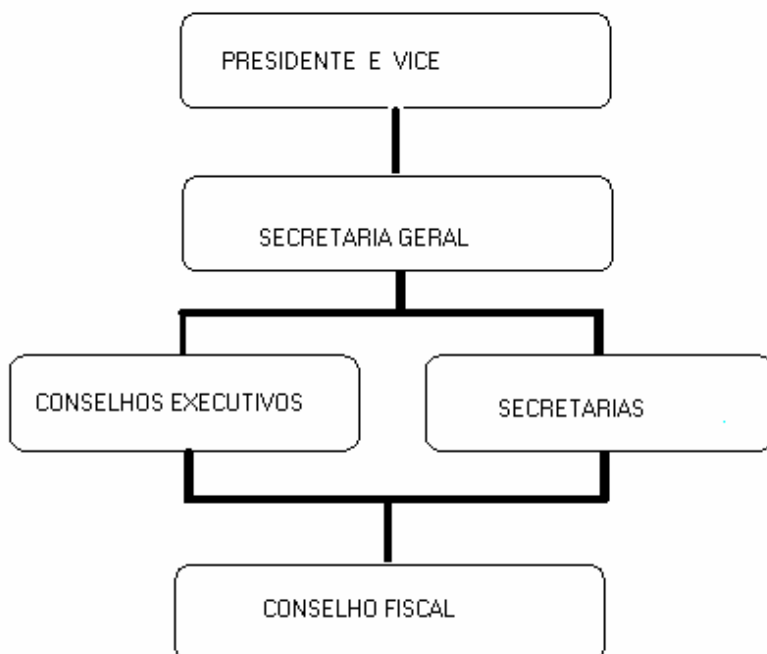 PRESIDENTE E VICE
SECRETARIA GERAL
CONSELHOS EXECUTIVOS
SECRETARIAS
CONSELHO FISCAL